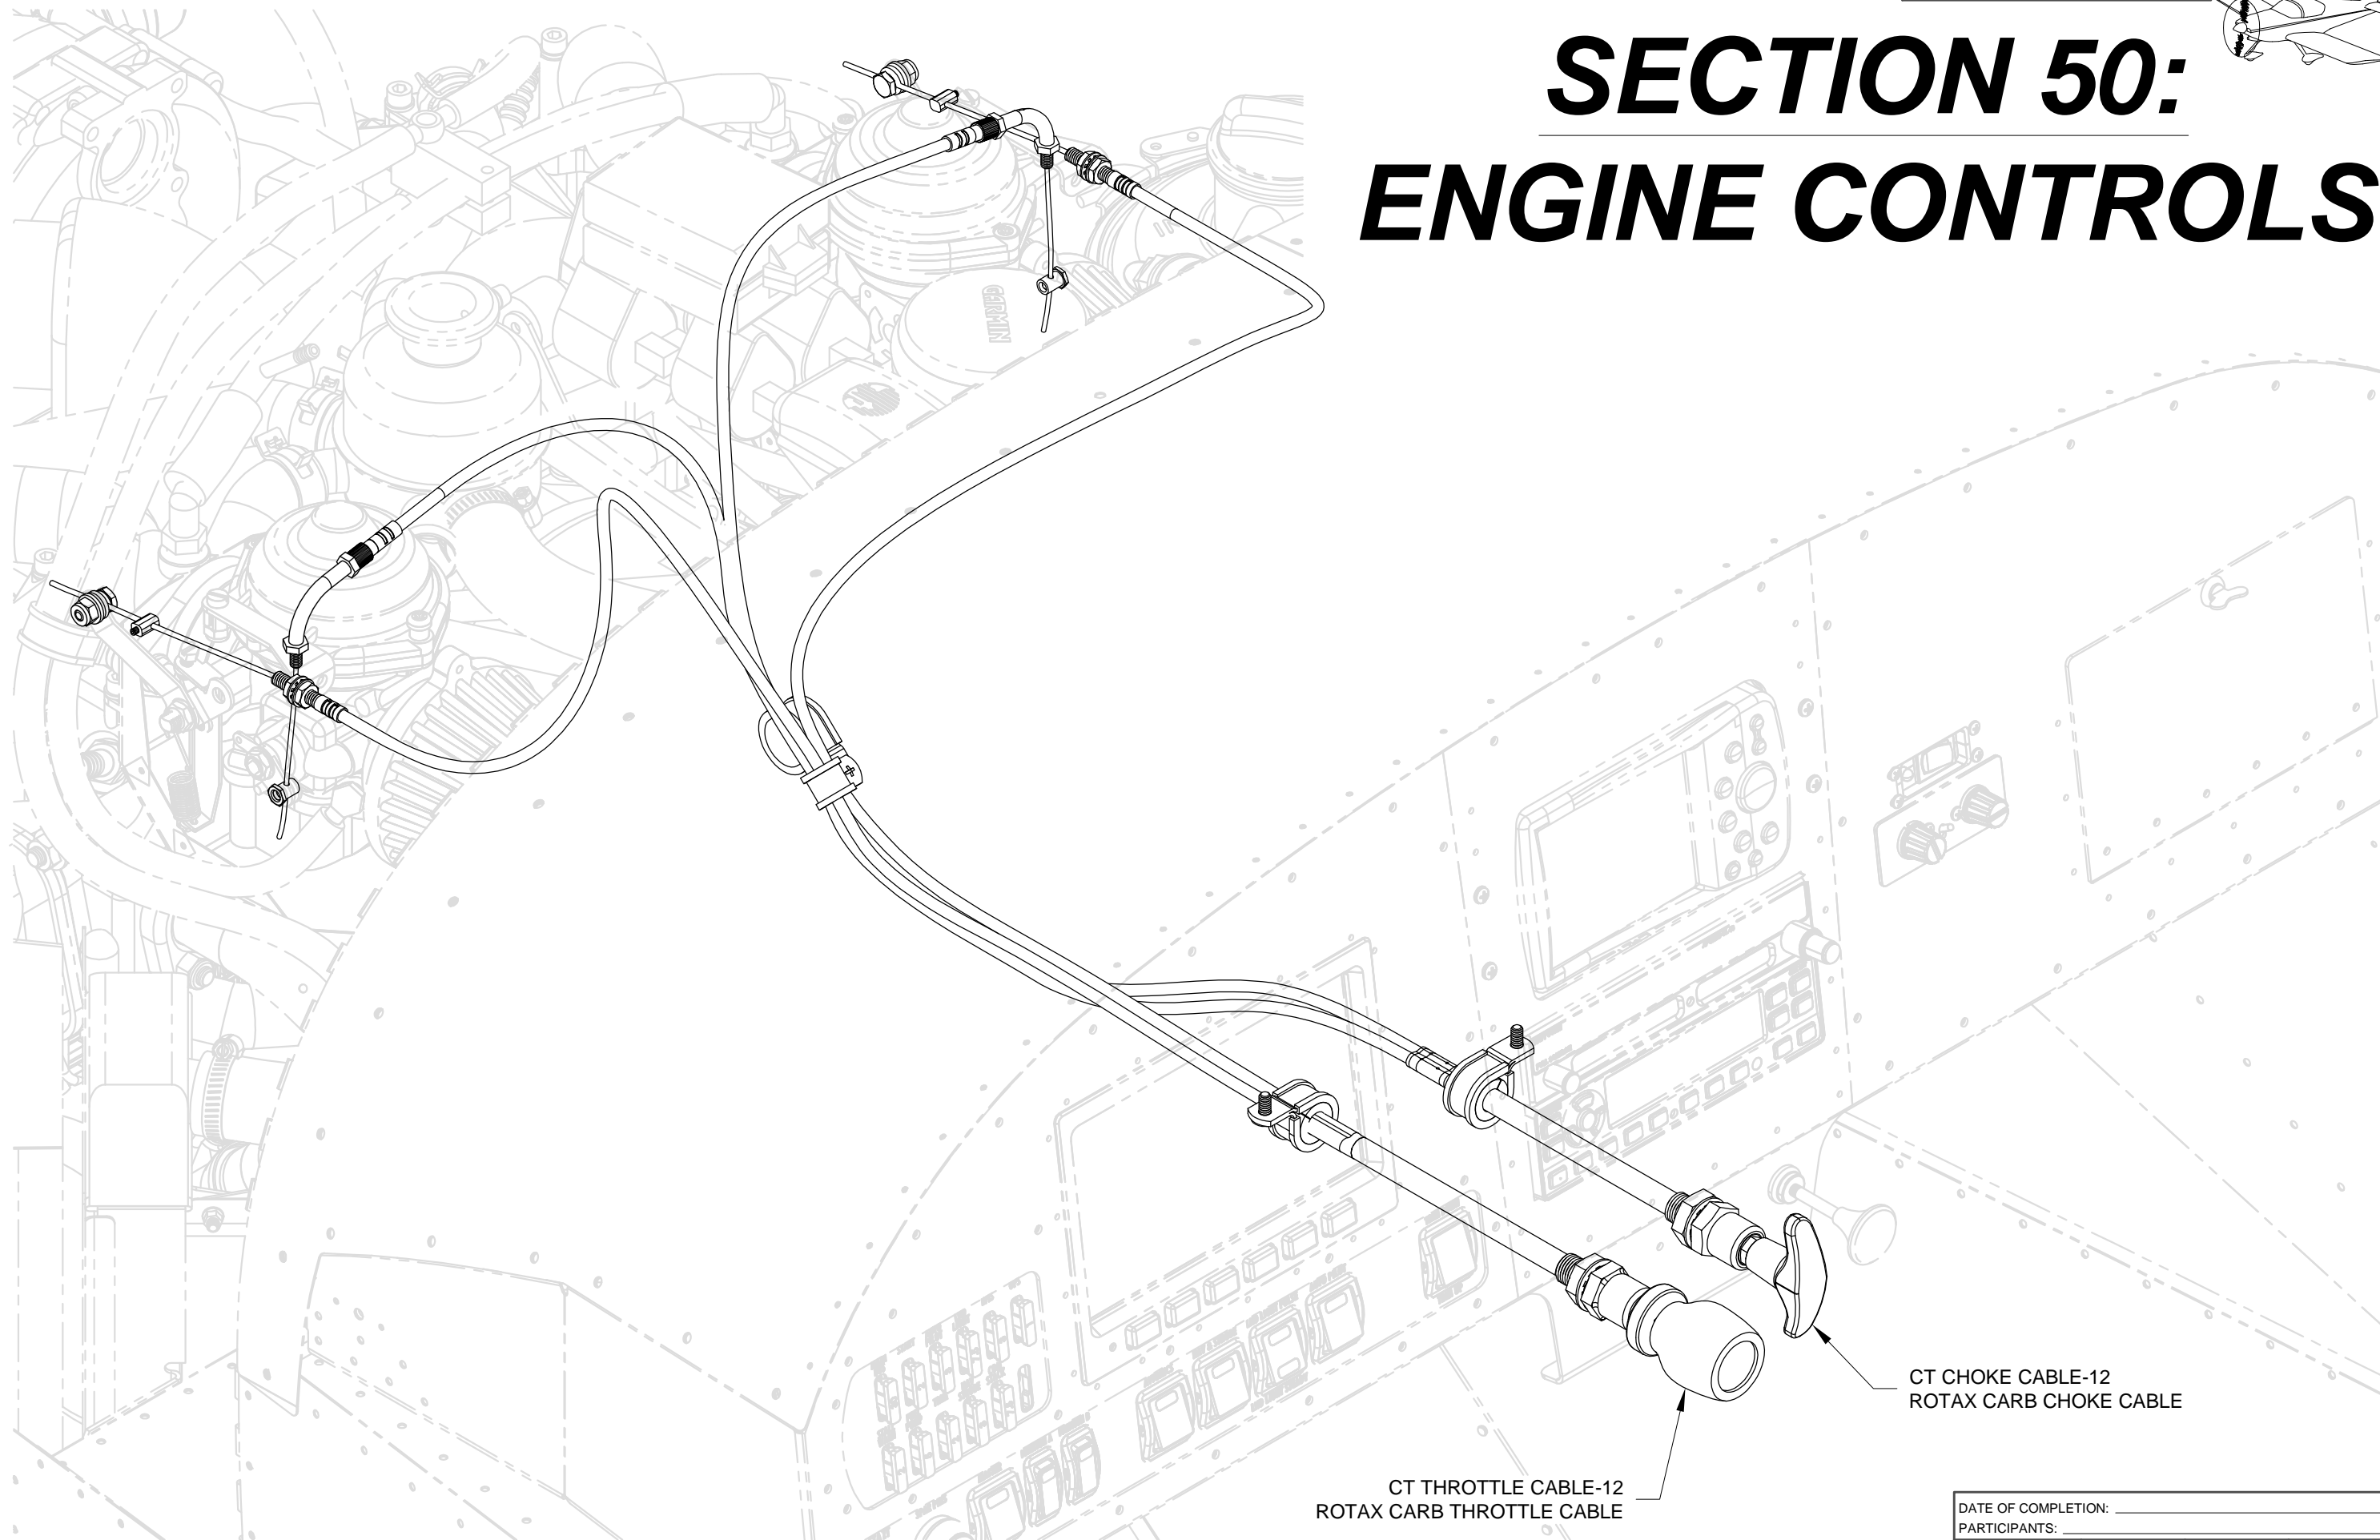 SECTION 50:
ENGINE CONTROLS
GARMIN
CT CHOKE CABLE-12
ROTAX CARB CHOKE CABLE
CT THROTTLE CABLE-12
ROTAX CARB THROTTLE CABLE
DATE OF COMPLETION:
PARTICIPANTS: